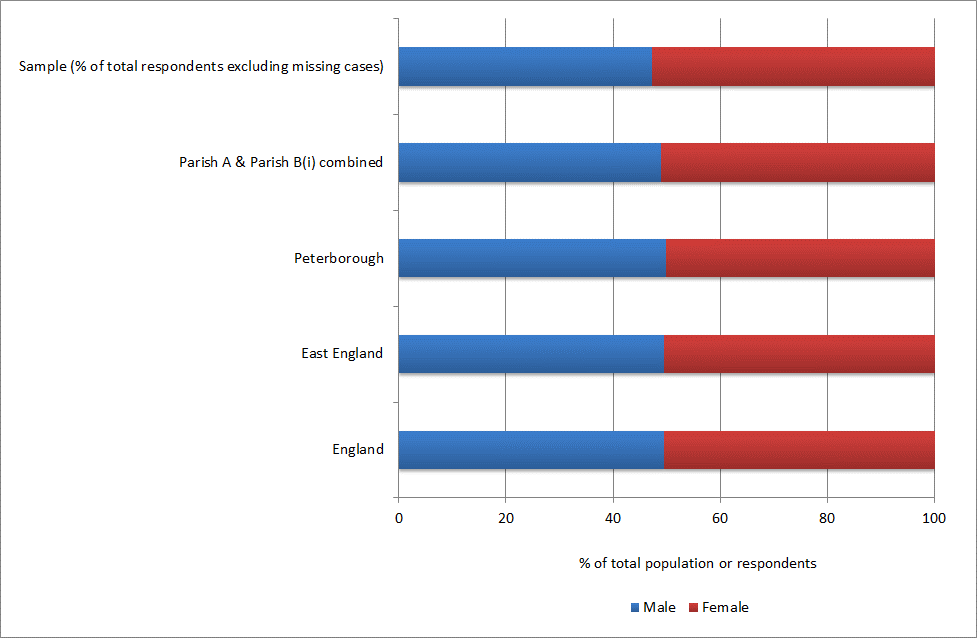 Sample (% of total respondents excluding missing cases)
Parish A & Parish B(i) combined
Peterborough
East England
England
0 20 40 60 80 100
% of total population or respondents
Male Female